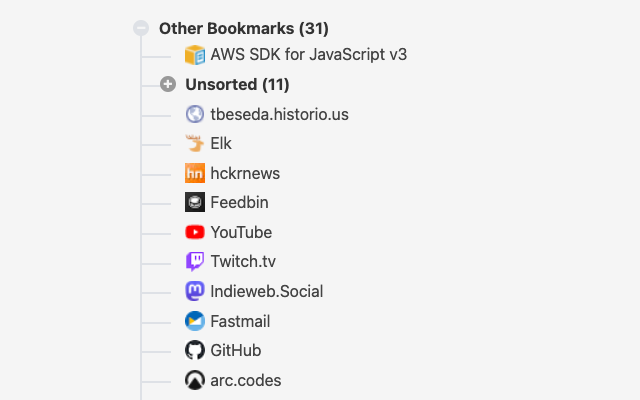 Other Bookmarks (31)
AWS SDK for JavaScript v3
Unsorted (11)
tbeseda.historio.us
Elk
hn hckrnews
Feedbin
YouTube
Twitch.tv
Indieweb.Social
Fastmail
GitHub
arc.codes